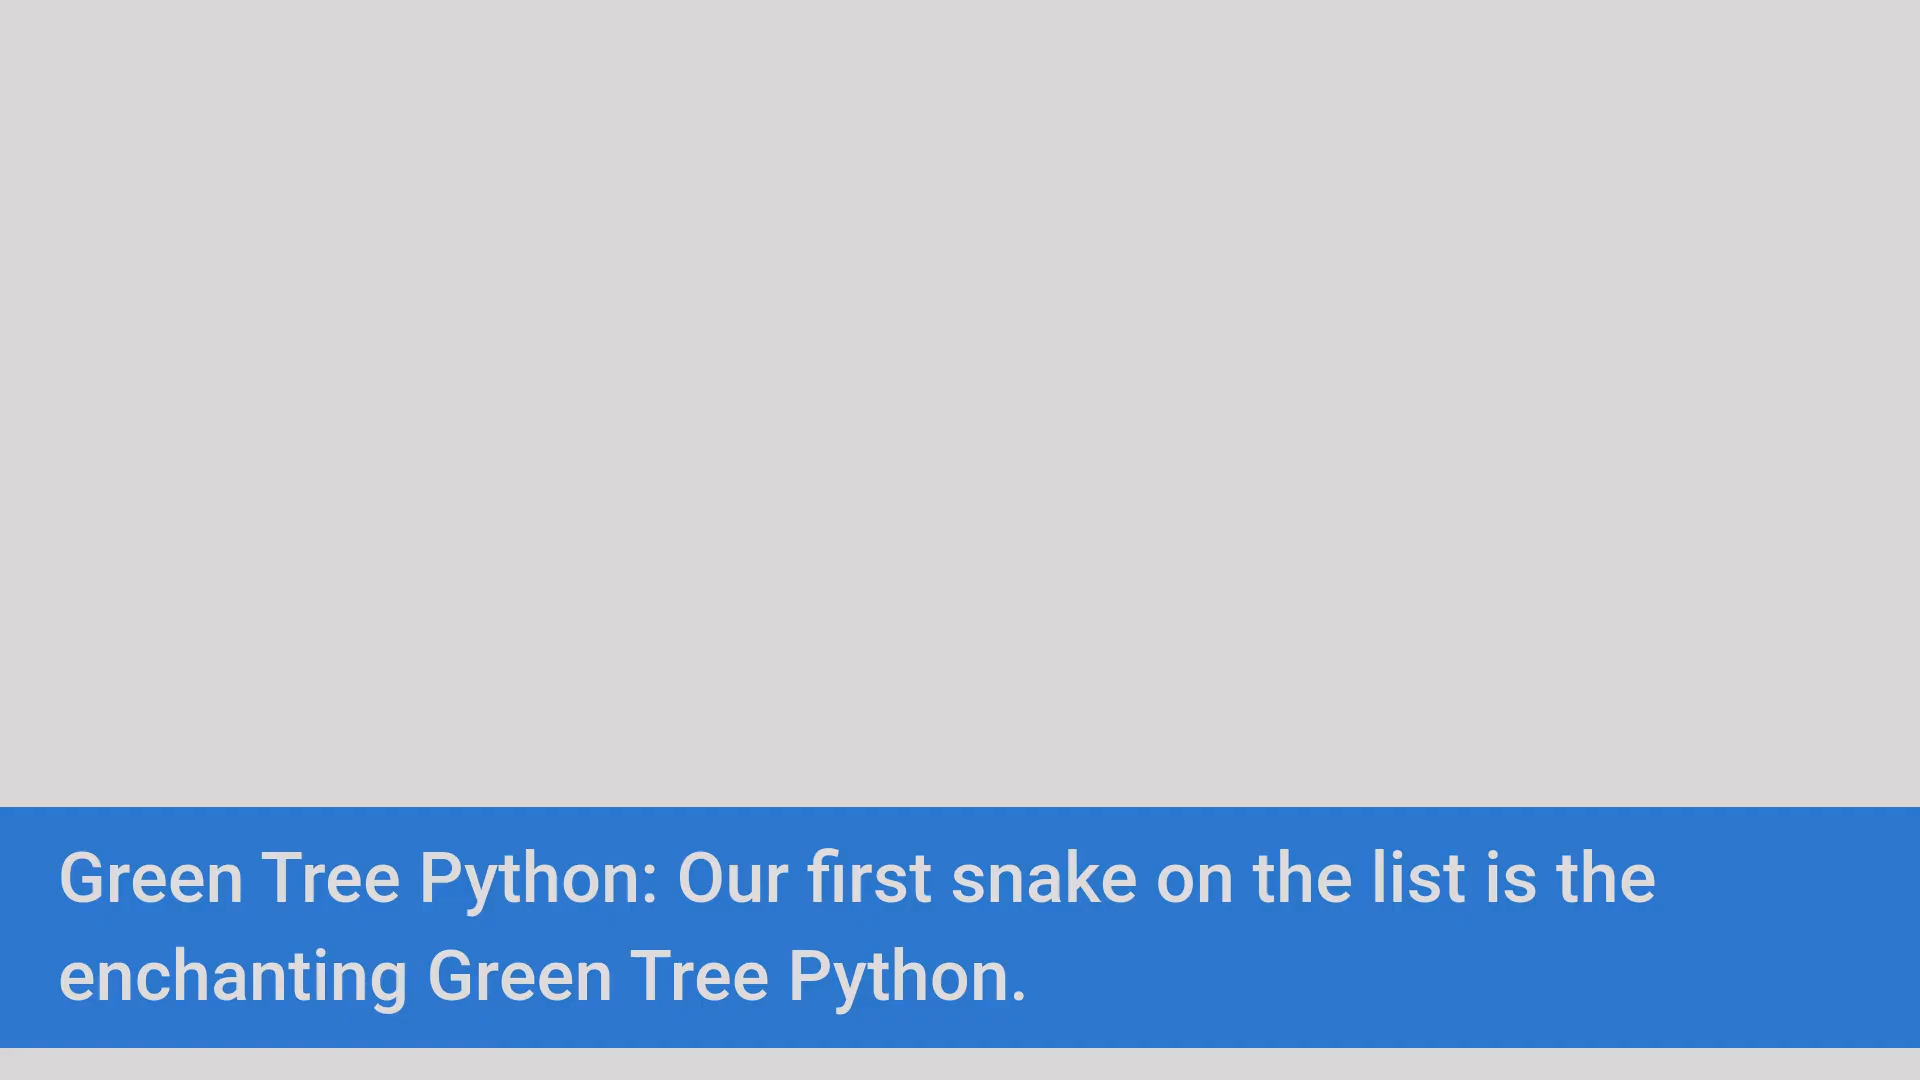 Green Tree Python: Our first snake on the list is the
enchanting Green Tree Python.